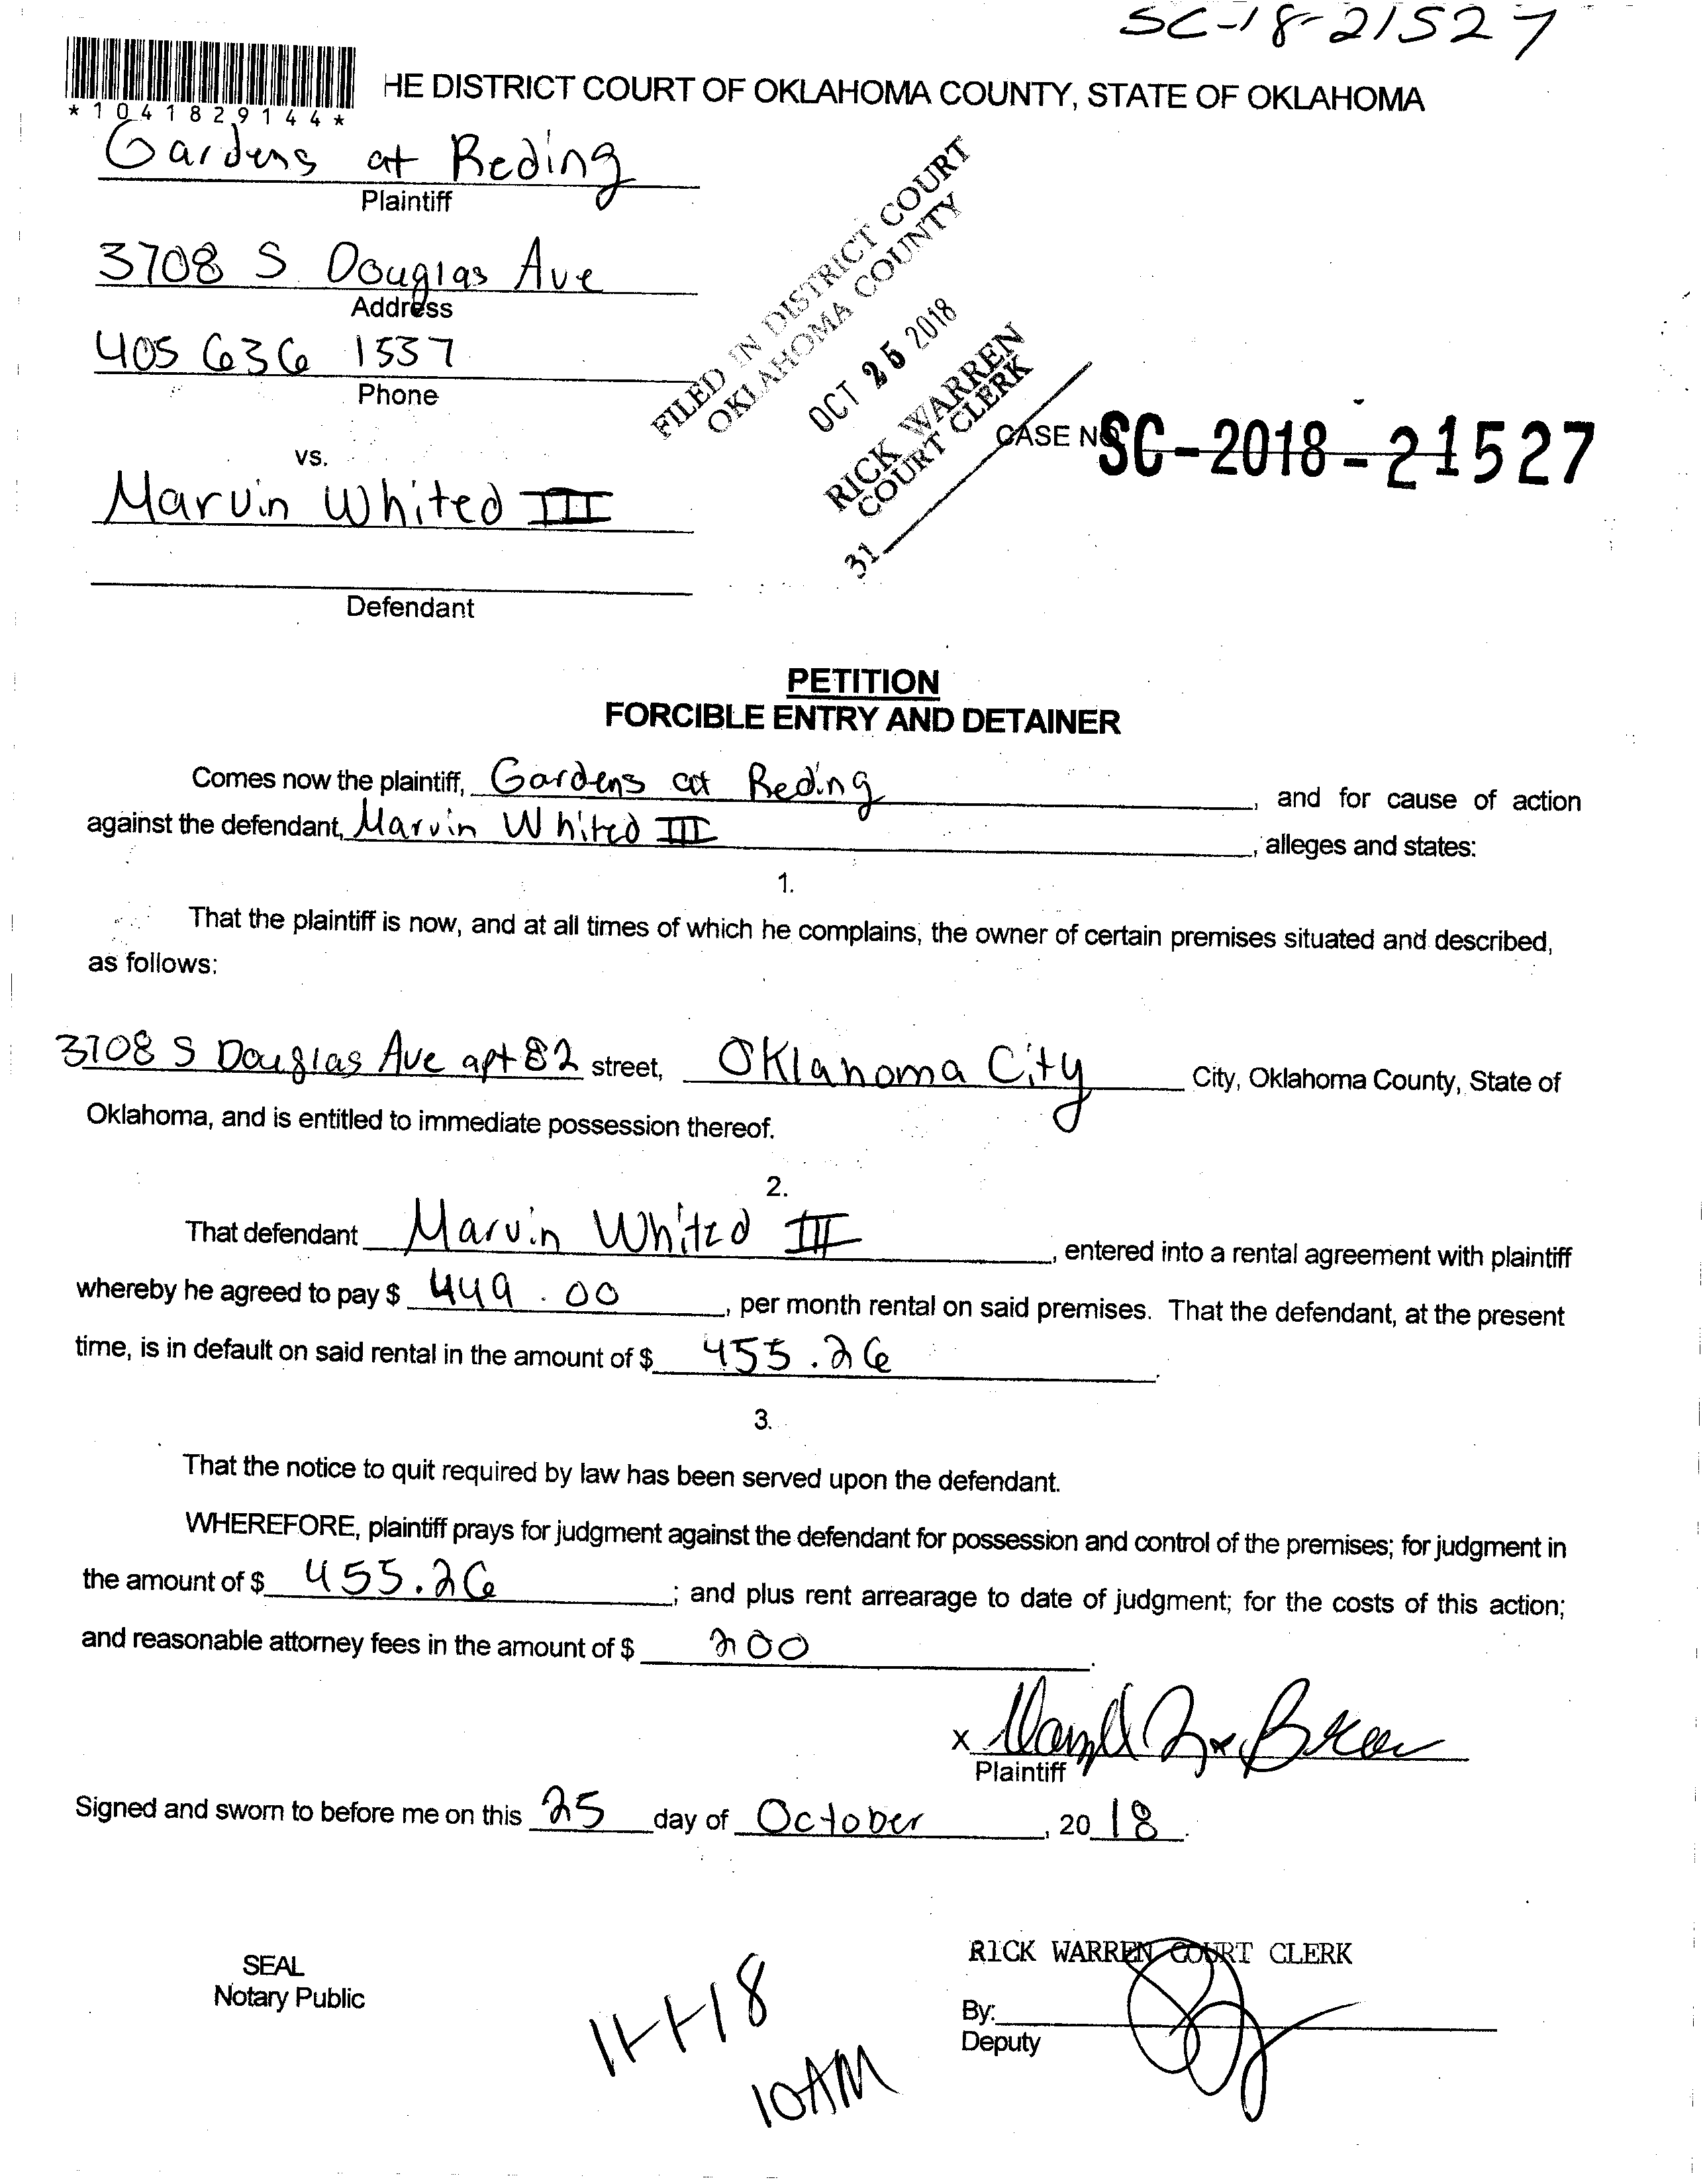 SC-18-21527
*1041829144*
HE DISTRICT COURT OF OKLAHOMA COUNTY, STATE OF OKLAHOMA
Gardens at Reding
Plaintiff
3708 S Douglas Ave
Address
405 636 1537
Phone
FILED IN DISTRICT COURT
OKLAHOMA COUNTY
OCT 25 2018
RICK WARREN
COURT CLERK
31
CASE NO SC-2018-21527
vs.
Marvin Whited III
Defendant
PETITION
FORCIBLE ENTRY AND DETAINER
Comes now the plaintiff, Gardens at Reding, and for cause of action
against the defendant, Marvin Whited III, alleges and states:
1.
That the plaintiff is now, and at all times of which he complains, the owner of certain premises situated and described,
as follows:
3708 S Douglas Ave apt 82 street, Oklahoma City City, Oklahoma County, State of
Oklahoma, and is entitled to immediate possession thereof.
2.
That defendant Marvin Whited III, entered into a rental agreement with plaintiff
whereby he agreed to pay $ 449.00, per month rental on said premises. That the defendant, at the present
time, is in default on said rental in the amount of $ 455.26.
3.
That the notice to quit required by law has been served upon the defendant.
WHEREFORE, plaintiff prays for judgment against the defendant for possession and control of the premises; for judgment in
the amount of $ 455.26; and plus rent arrearage to date of judgment; for the costs of this action;
and reasonable attorney fees in the amount of $ 200.
X
Plaintiff
Signed and sworn to before me on this 25 day of October, 20 18.
SEAL
Notary Public
11-1-18
10AM
RICK WARREN COURT CLERK
By:
Deputy